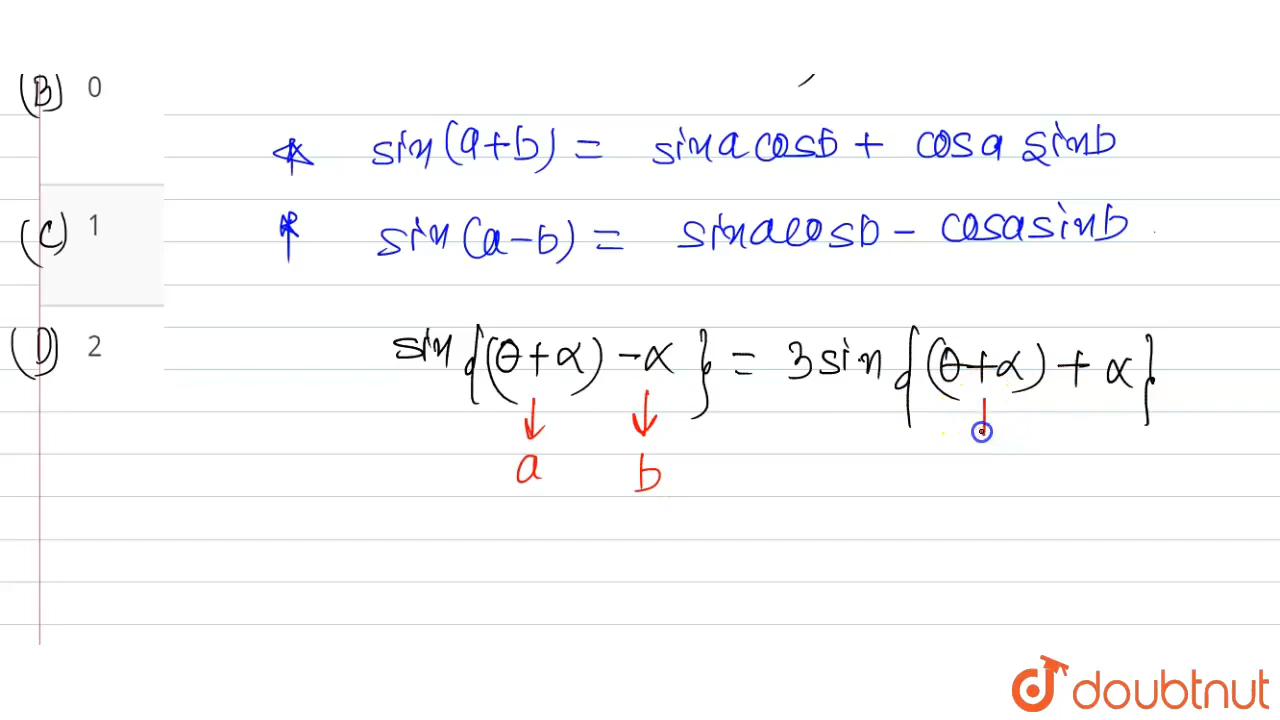 (B) 0
* sin(a+b) = sina cosb + cosa sinb
(C) 1
* sin(a-b) = sinacosb - cosasinb
(D) 2
sin{(θ+α) -α} = 3sin{(θ+α) + α}
a b
doubtnut